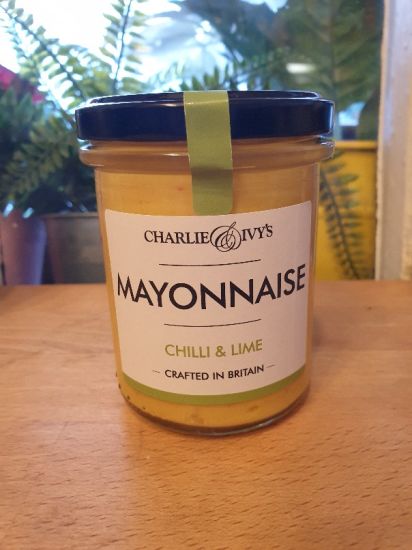 CHARLIE & IVY'S
MAYONNAISE
CHILLI & LIME
CRAFTED IN BRITAIN